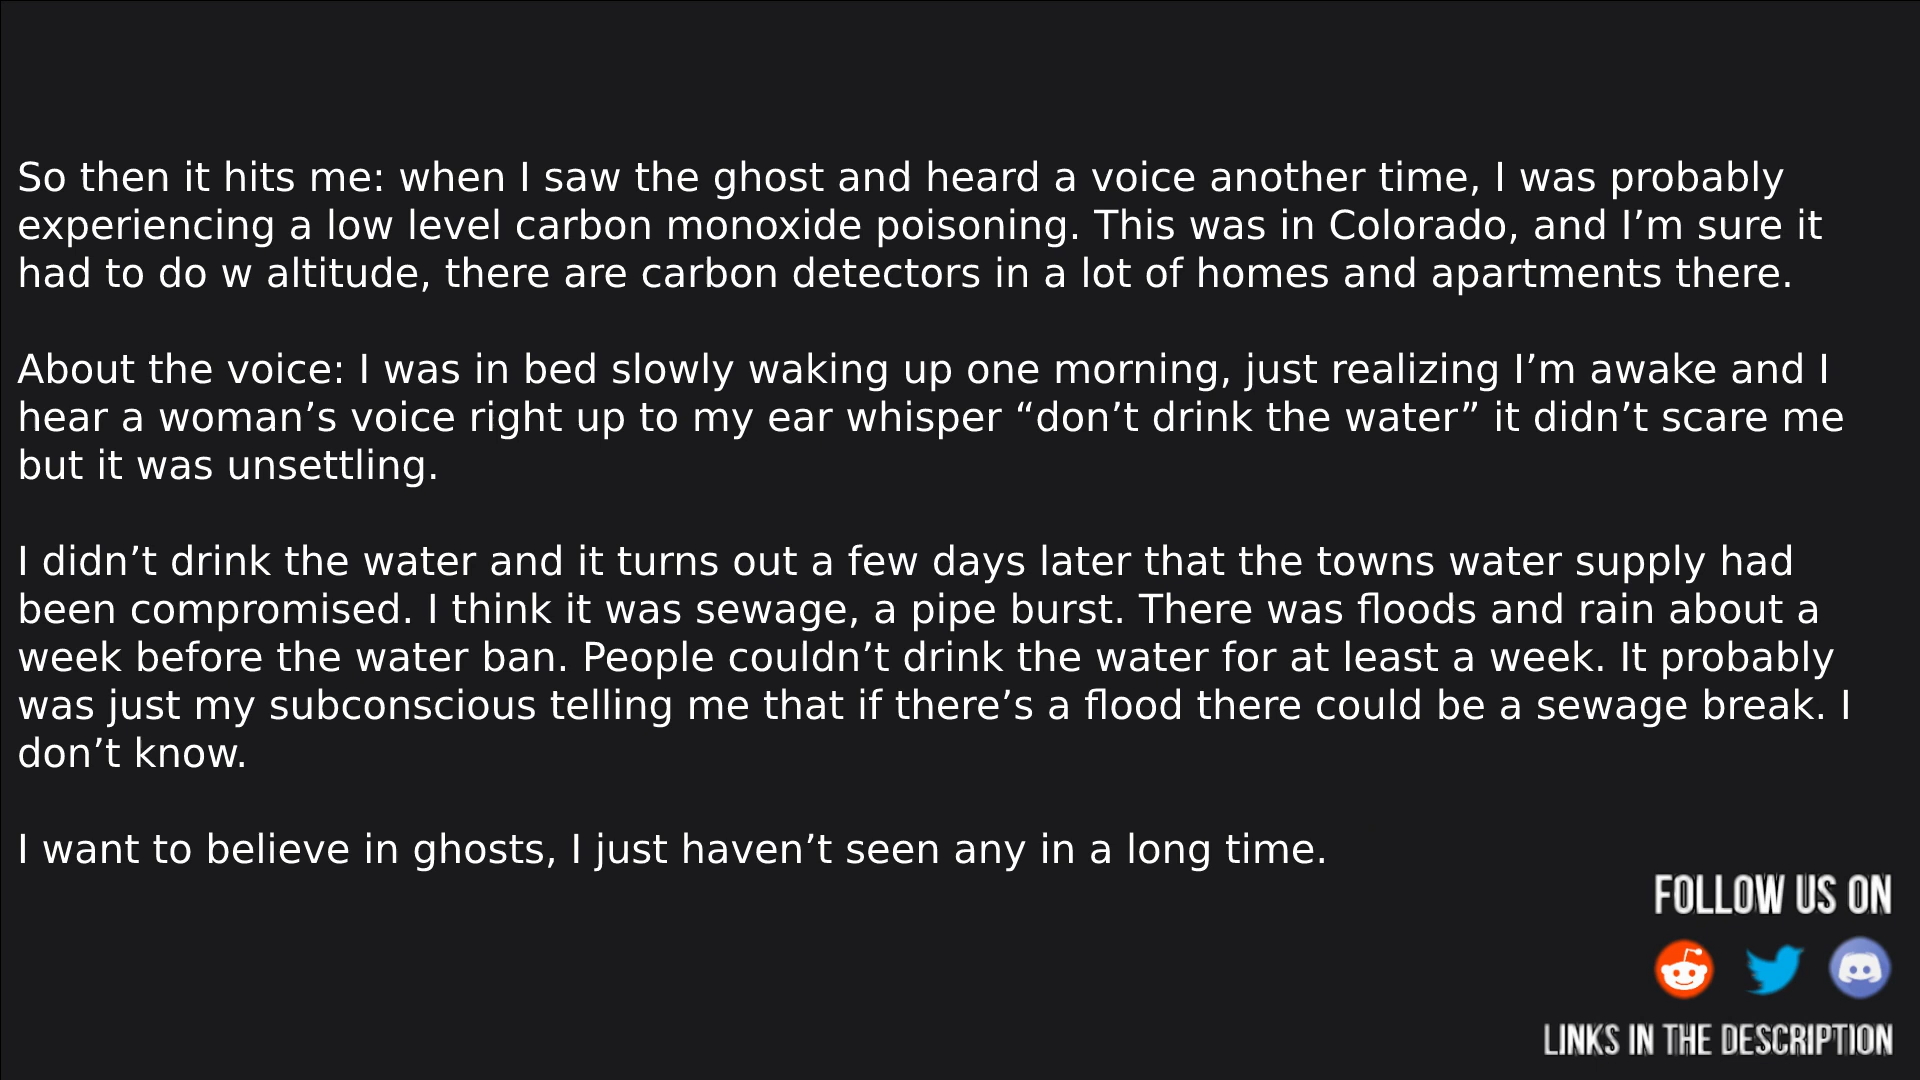 So then it hits me: when I saw the ghost and heard a voice another time, I was probably
experiencing a low level carbon monoxide poisoning. This was in Colorado, and I’m sure it
had to do w altitude, there are carbon detectors in a lot of homes and apartments there.
About the voice: I was in bed slowly waking up one morning, just realizing I’m awake and I
hear a woman’s voice right up to my ear whisper “don’t drink the water” it didn’t scare me
but it was unsettling.
I didn’t drink the water and it turns out a few days later that the towns water supply had
been compromised. I think it was sewage, a pipe burst. There was floods and rain about a
week before the water ban. People couldn’t drink the water for at least a week. It probably
was just my subconscious telling me that if there’s a flood there could be a sewage break. I
don’t know.
I want to believe in ghosts, I just haven’t seen any in a long time.
FOLLOW US ON
LINKS IN THE DESCRIPTION